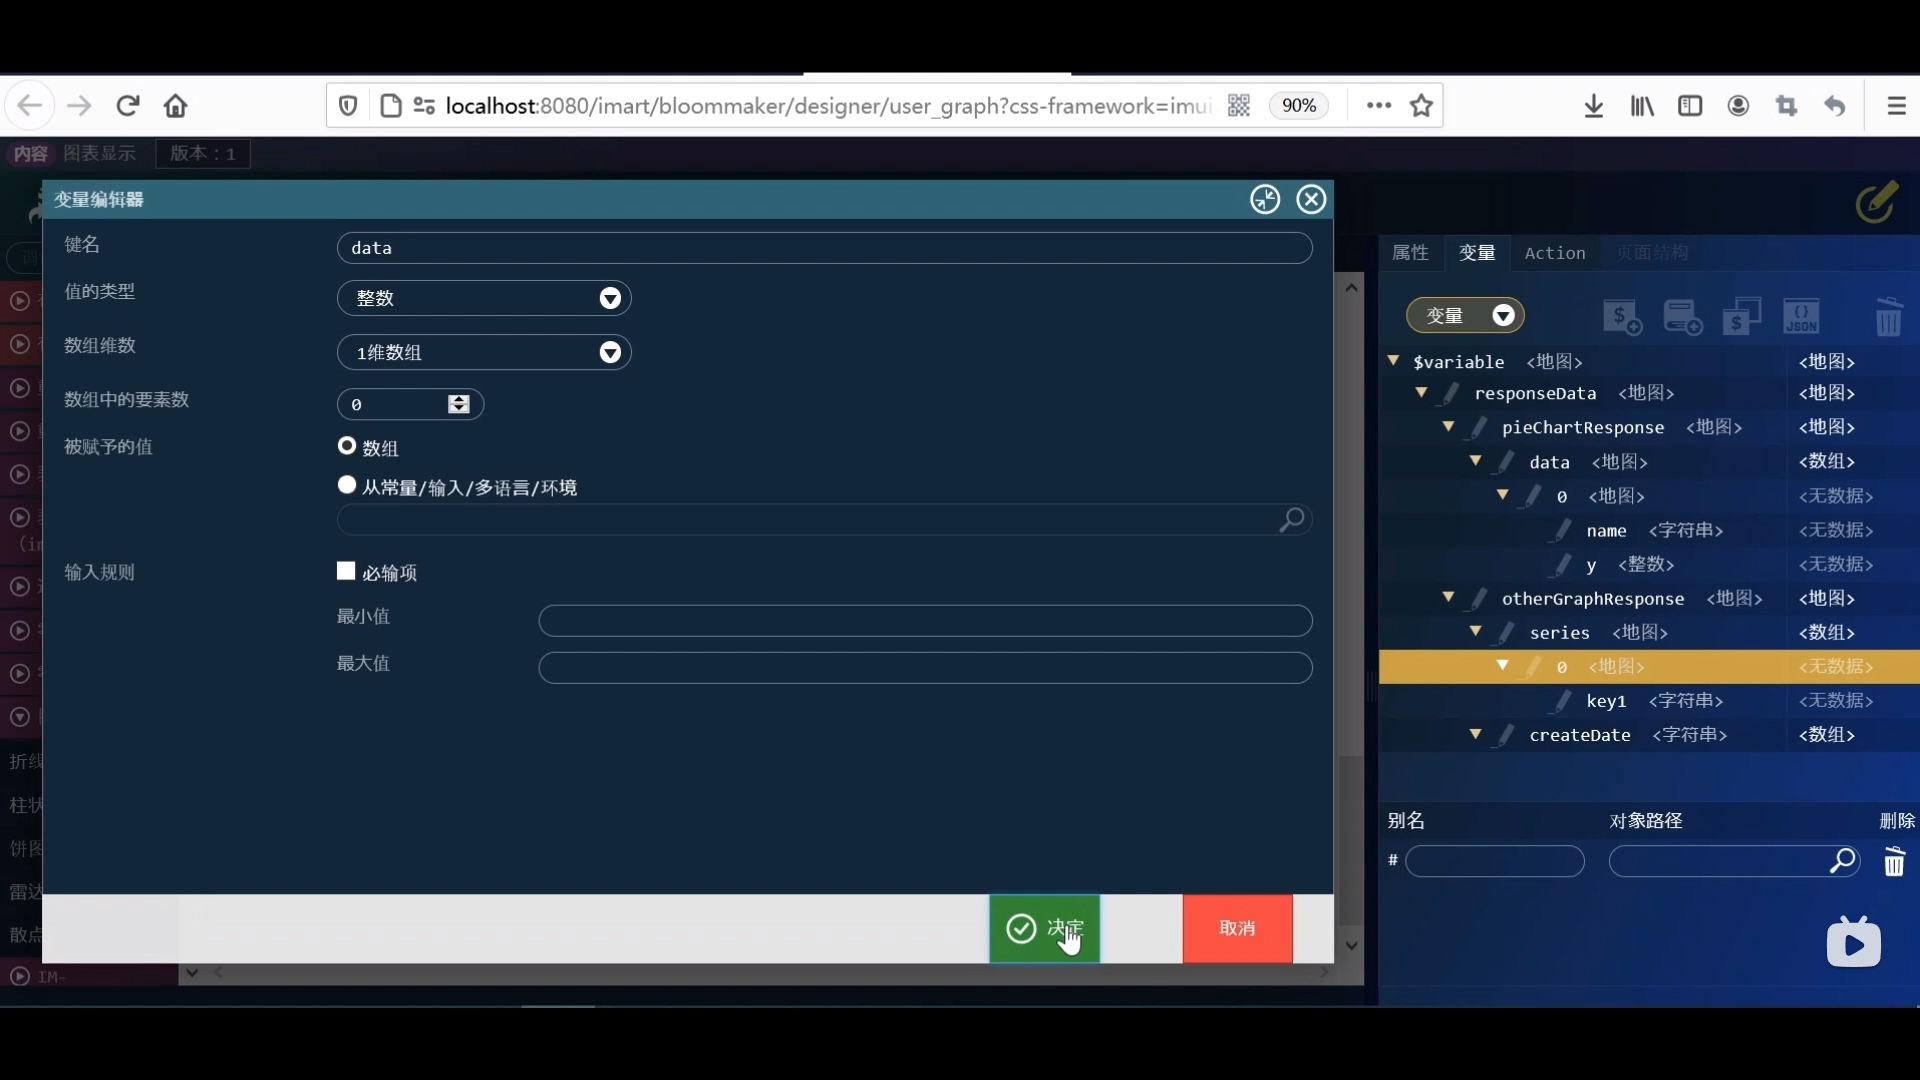 localhost:8080/imart/bloommaker/designer/user_graph?css-framework=imui
90%
内容 图表显示 版本：1
变量编辑器
键名 data
值的类型 整数
数组维数 1维数组
数组中的要素数 0
被赋予的值 数组
从常量/输入/多语言/环境
输入规则 必输项
最小值
最大值
决定 取消
折线
柱状
饼图
雷达
散点
IM-
属性 变量 Action 页面结构
变量
JSON
$variable <地图> <地图>
responseData <地图> <地图>
pieChartResponse <地图> <地图>
data <地图> <数组>
0 <地图> <无数据>
name <字符串> <无数据>
y <整数> <无数据>
otherGraphResponse <地图> <地图>
series <地图> <数组>
0 <地图> <无数据>
key1 <字符串> <无数据>
createDate <字符串> <数组>
别名 对象路径 删除
#